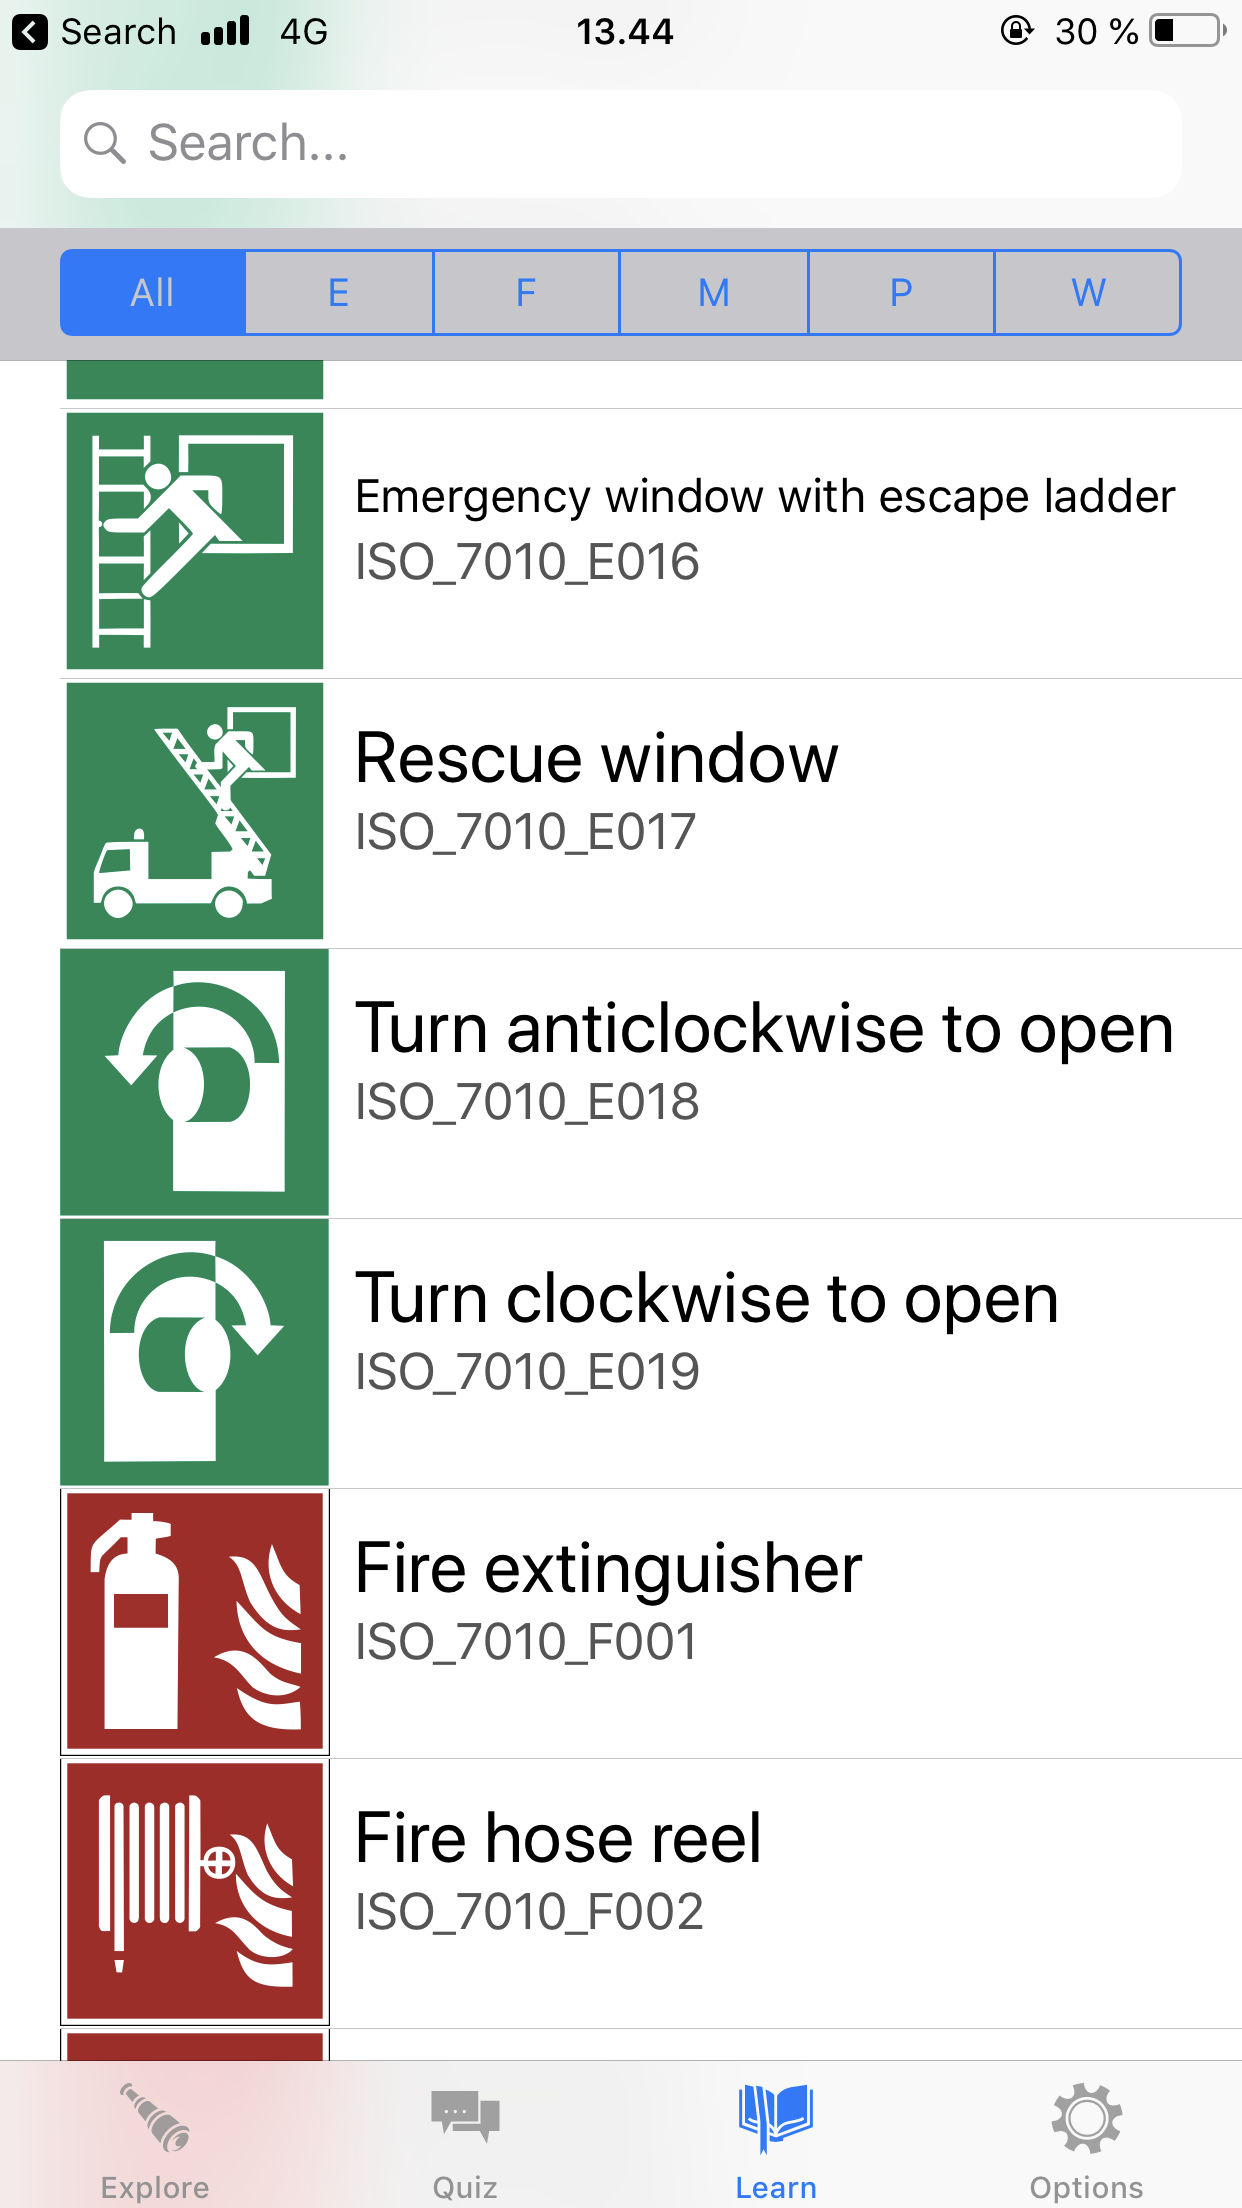 Search 4G 13.44 30 %
Search...
All E F M P W
Emergency window with escape ladder
ISO_7010_E016
Rescue window
ISO_7010_E017
Turn anticlockwise to open
ISO_7010_E018
Turn clockwise to open
ISO_7010_E019
Fire extinguisher
ISO_7010_F001
Fire hose reel
ISO_7010_F002
Explore Quiz Learn Options